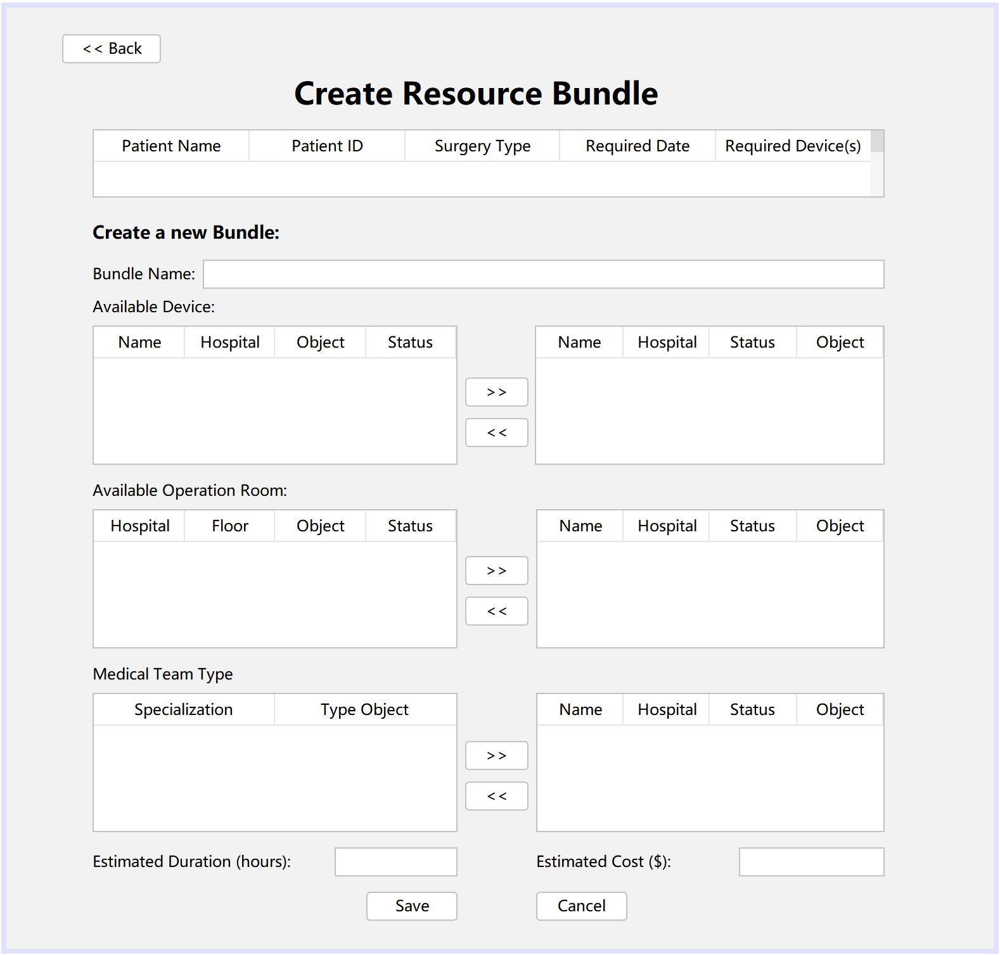 << Back
Create Resource Bundle
Patient Name Patient ID Surgery Type Required Date Required Device(s)
Create a new Bundle:
Bundle Name:
Available Device:
Name Hospital Object Status Name Hospital Status Object
>>
<<
Available Operation Room:
Hospital Floor Object Status Name Hospital Status Object
>>
<<
Medical Team Type
Specialization Type Object Name Hospital Status Object
>>
<<
Estimated Duration (hours): Estimated Cost ($):
Save Cancel